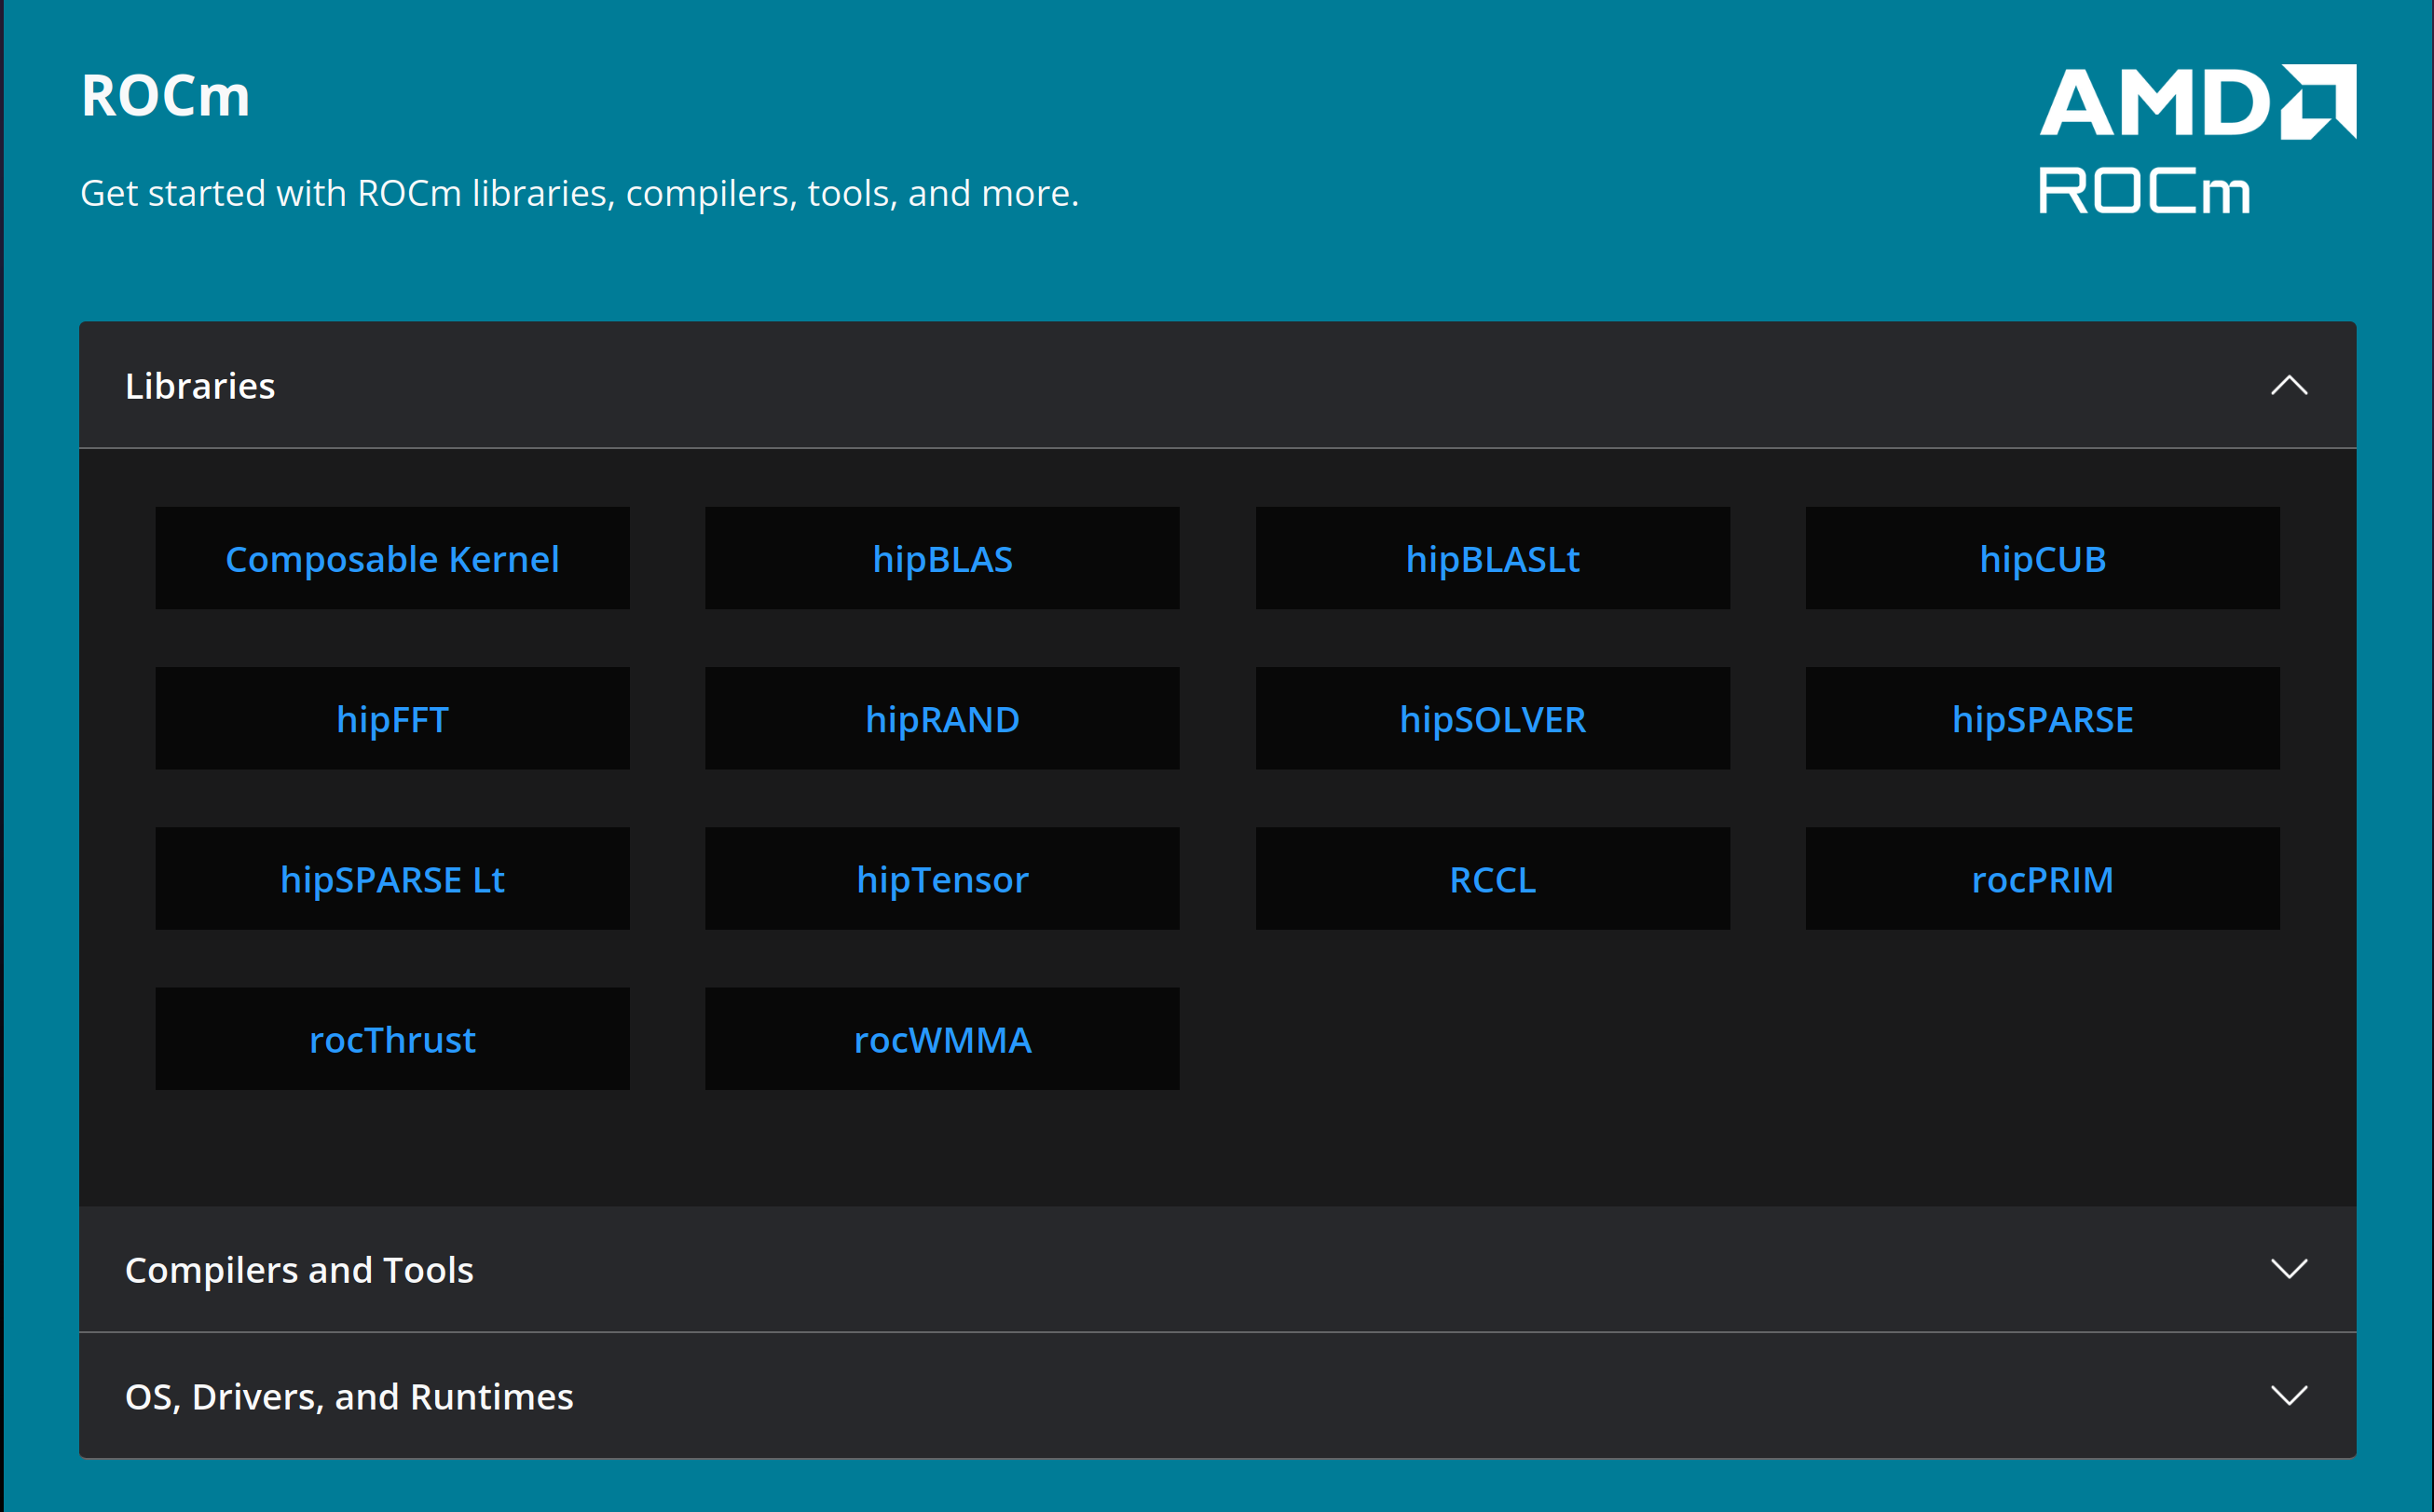 ROCm
AMD
ROCm
Get started with ROCm libraries, compilers, tools, and more.
Libraries
Composable Kernel
hipBLAS
hipBLASLt
hipCUB
hipFFT
hipRAND
hipSOLVER
hipSPARSE
hipSPARSE Lt
hipTensor
RCCL
rocPRIM
rocThrust
rocWMMA
Compilers and Tools
OS, Drivers, and Runtimes